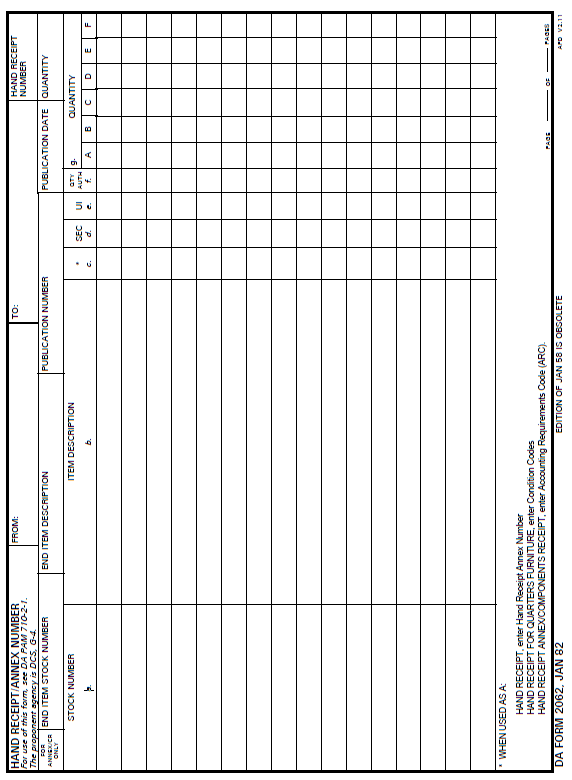 HAND RECEIPT/ANNEX NUMBER
For use of this form, see DA PAM 710-2-1.
The proponent agency is DCS, G-4.
FROM:
TO:
HAND RECEIPT
NUMBER
FOR
ANNEX/CR
ONLY
END ITEM STOCK NUMBER
END ITEM DESCRIPTION
PUBLICATION NUMBER
PUBLICATION DATE
QUANTITY
STOCK NUMBER
a.
ITEM DESCRIPTION
b.
*
c.
SEC
d.
UI
e.
QTY
AUTH
f.
g.
QUANTITY
A B C D E F
* WHEN USED AS A:
HAND RECEIPT, enter Hand Receipt Annex Number
HAND RECEIPT FOR QUARTERS FURNITURE, enter Condition Codes
HAND RECEIPT ANNEX/COMPONENTS RECEIPT, enter Accounting Requirements Code (ARC).
PAGE OF PAGES
DA FORM 2062, JAN 82
EDITION OF JAN 58 IS OBSOLETE